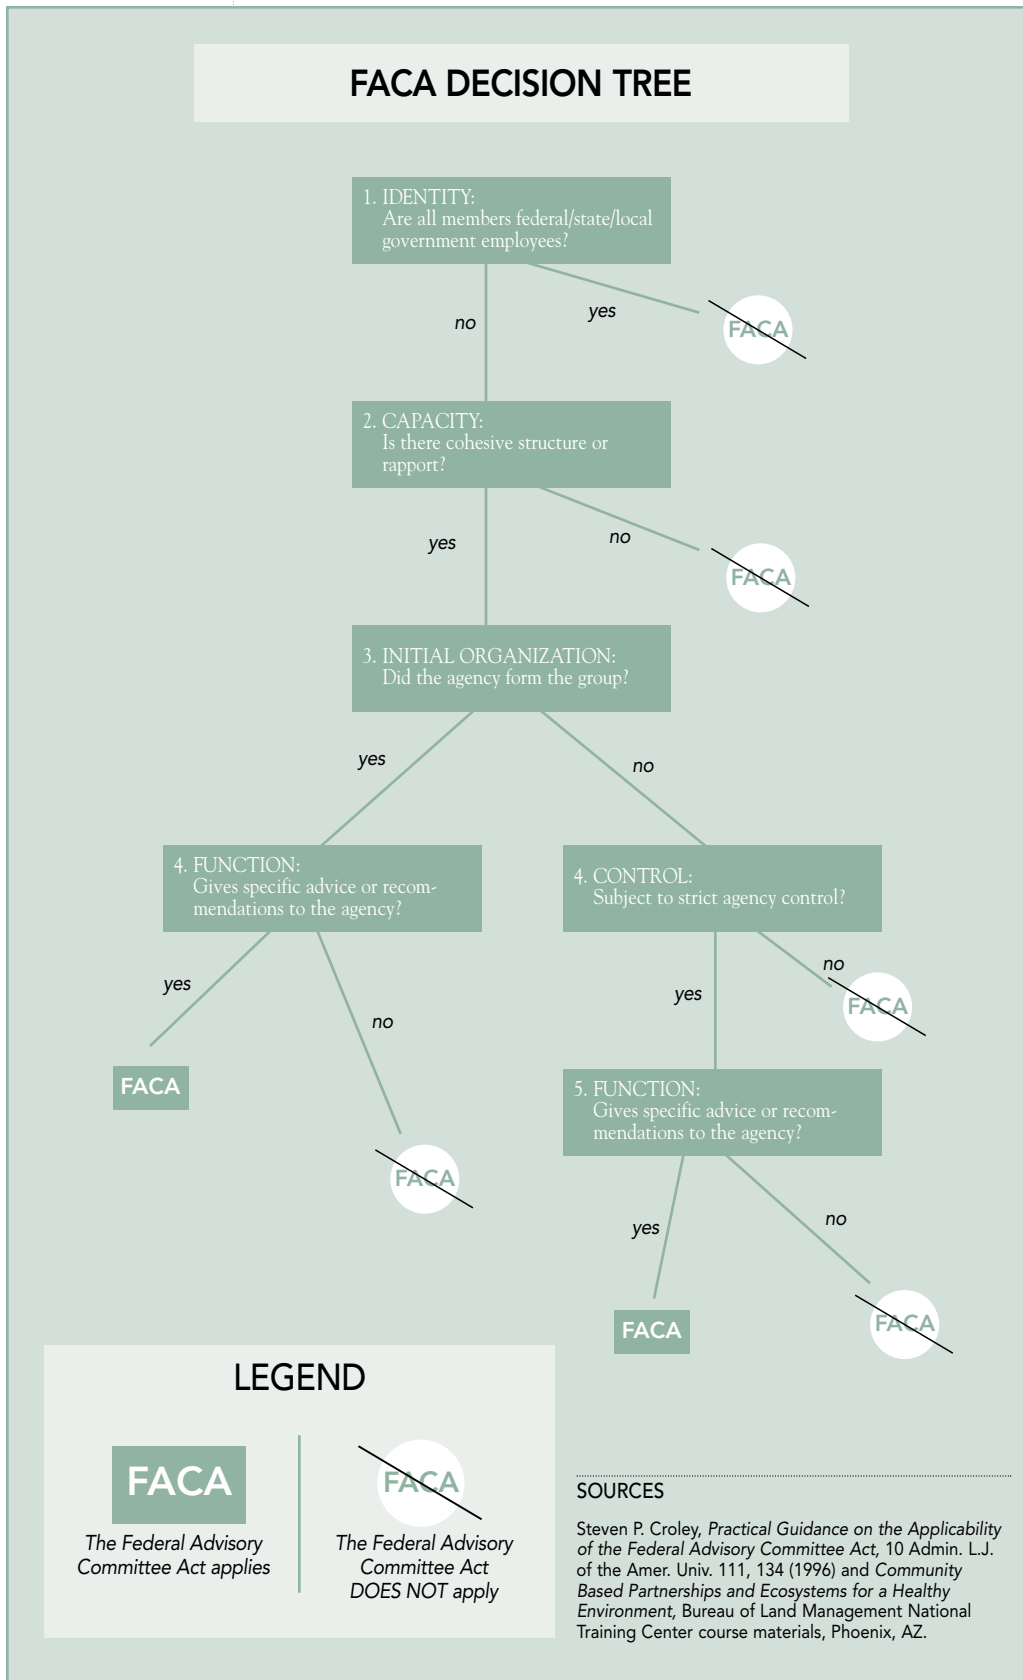 FACA DECISION TREE
1. IDENTITY:
Are all members federal/state/local
government employees?
no
yes
FACA
2. CAPACITY:
Is there cohesive structure or
rapport?
yes
no
FACA
3. INITIAL ORGANIZATION:
Did the agency form the group?
yes
no
4. FUNCTION:
Gives specific advice or recom-
mendations to the agency?
yes
no
FACA
FACA
4. CONTROL:
Subject to strict agency control?
yes
no
FACA
5. FUNCTION:
Gives specific advice or recom-
mendations to the agency?
yes
no
FACA
FACA
LEGEND
FACA
The Federal Advisory
Committee Act applies
FACA
The Federal Advisory
Committee Act
DOES NOT apply
SOURCES
Steven P. Croley, Practical Guidance on the Applicability
of the Federal Advisory Committee Act, 10 Admin. L.J.
of the Amer. Univ. 111, 134 (1996) and Community
Based Partnerships and Ecosystems for a Healthy
Environment, Bureau of Land Management National
Training Center course materials, Phoenix, AZ.